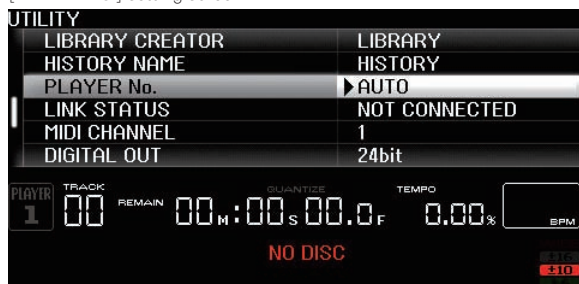 UTILITY
LIBRARY CREATOR LIBRARY
HISTORY NAME HISTORY
PLAYER No. ▶AUTO
LINK STATUS NOT CONNECTED
MIDI CHANNEL 1
DIGITAL OUT 24bit
PLAYER 1 TRACK 00 REMAIN 00M:00S00.0F QUANTIZE TEMPO 0.00% BPM
NO DISC
±16
±10